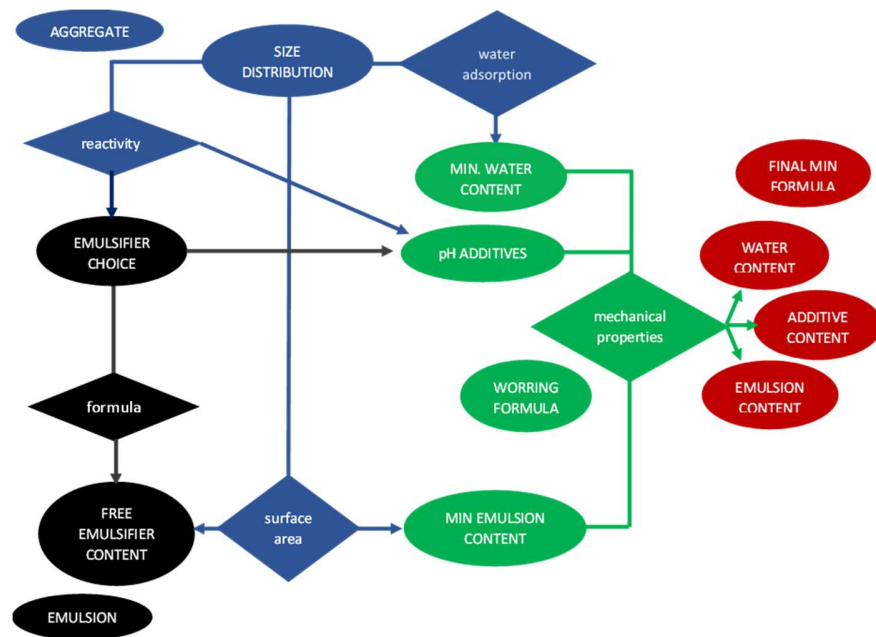 AGGREGATE
SIZE
DISTRIBUTION
water
adsorption
reactivity
MIN. WATER
CONTENT
FINAL MIN
FORMULA
EMULSIFIER
CHOICE
pH ADDITIVES
WATER
CONTENT
mechanical
properties
ADDITIVE
CONTENT
WORRING
FORMULA
EMULSION
CONTENT
formula
FREE
EMULSIFIER
CONTENT
surface
area
MIN EMULSION
CONTENT
EMULSION